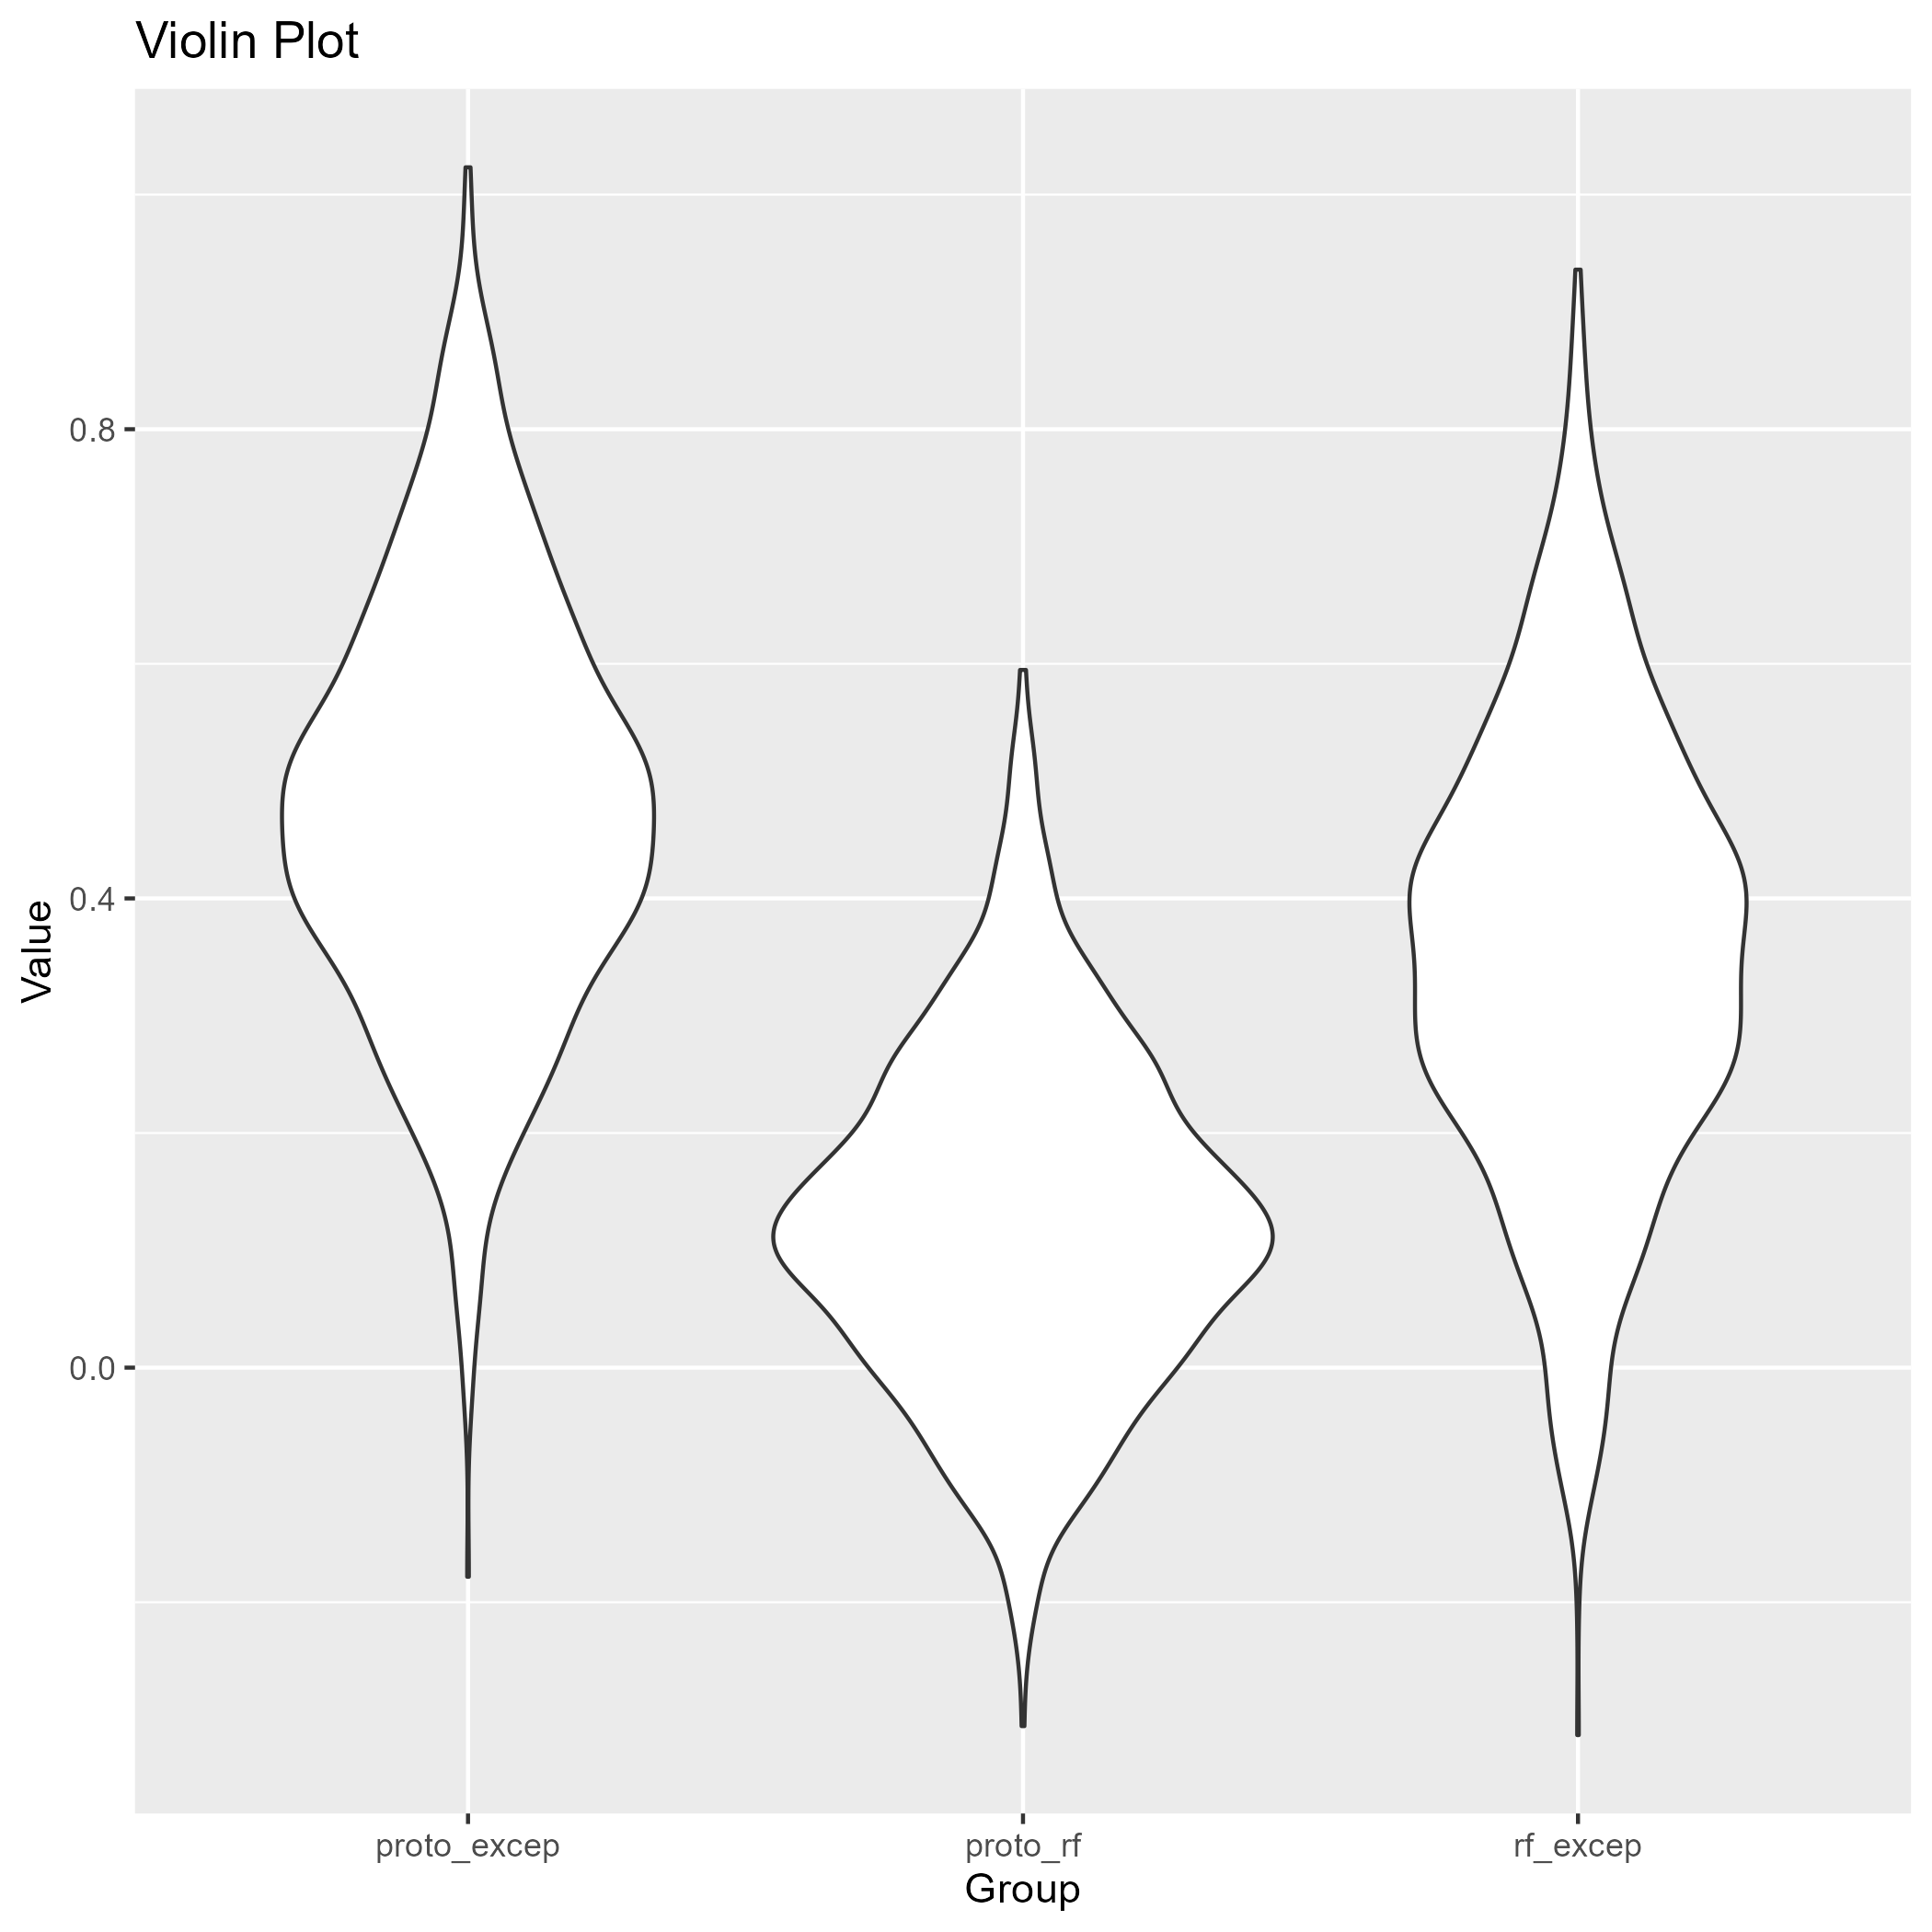 Violin Plot
Value
0.8
0.4
0.0
proto_excep
proto_rf
rf_excep
Group